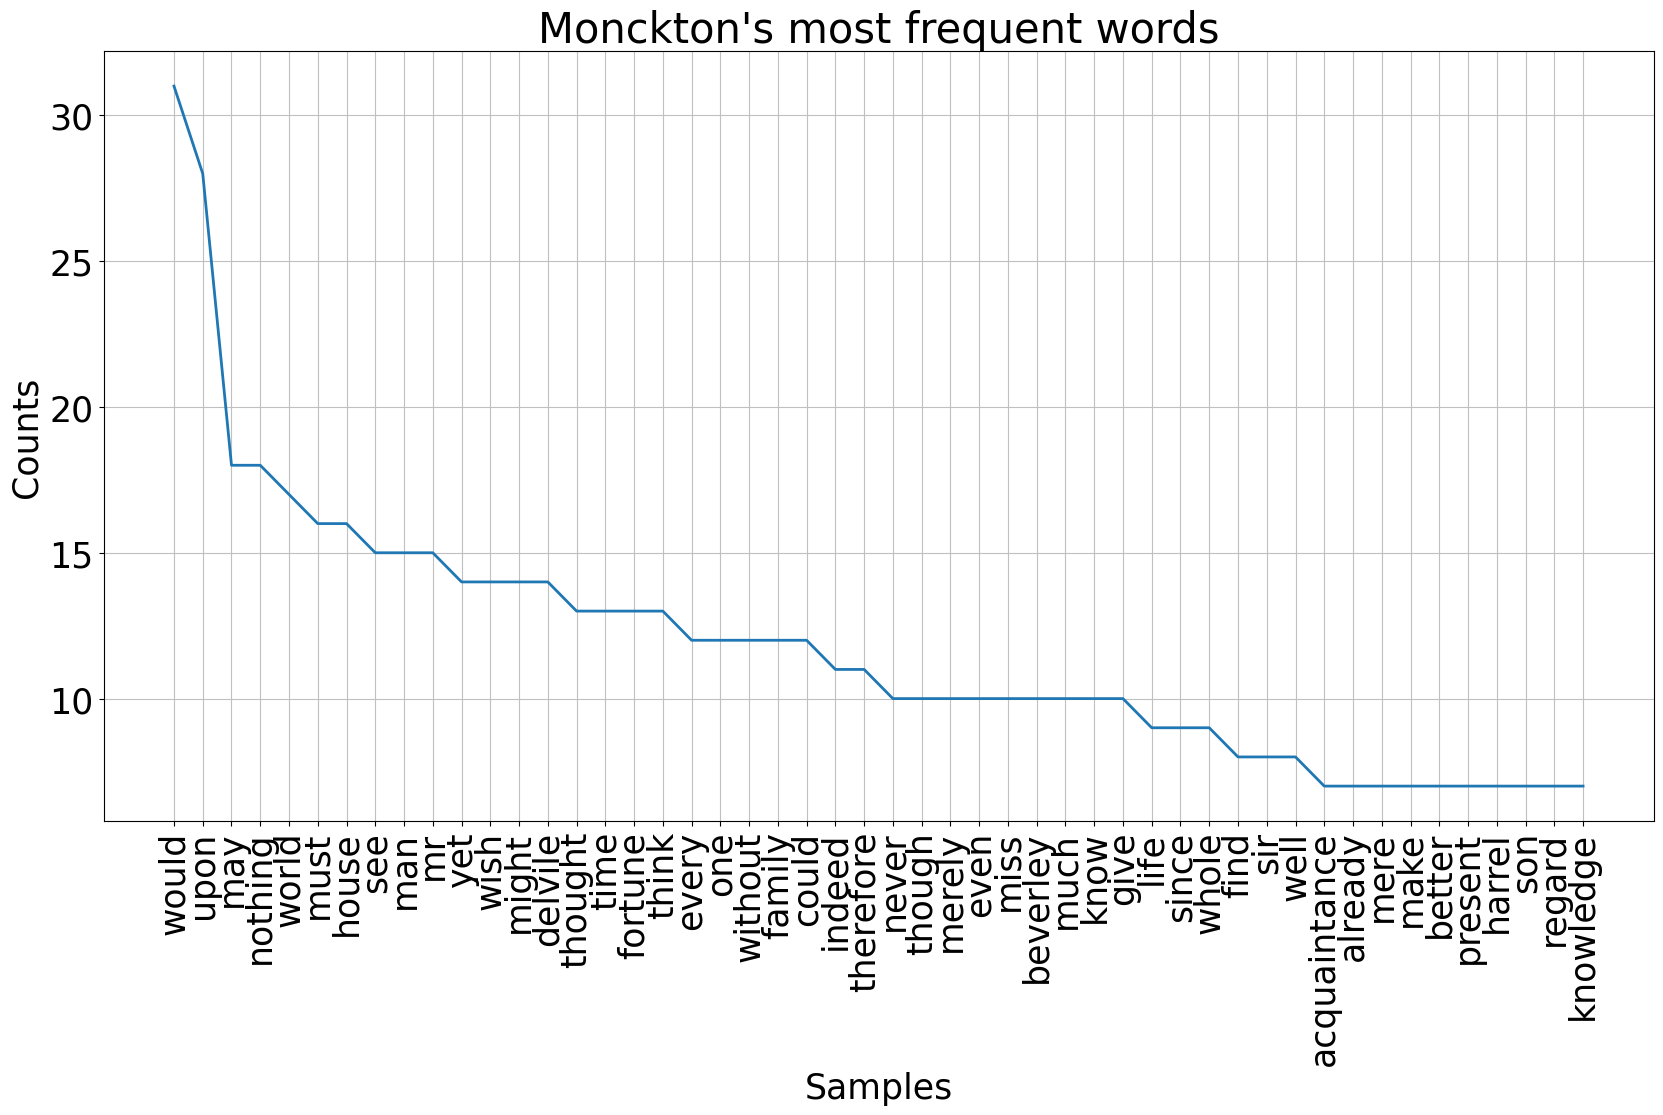 Monckton's most frequent words
Counts
30
25
20
15
10
would
upon
may
nothing
world
must
house
see
man
mr
yet
wish
might
delvile
thought
time
fortune
think
every
one
without
family
could
indeed
therefore
never
though
merely
even
miss
beverley
much
know
give
life
since
whole
find
sir
well
acquaintance
already
mere
make
better
present
harrel
son
regard
knowledge
Samples